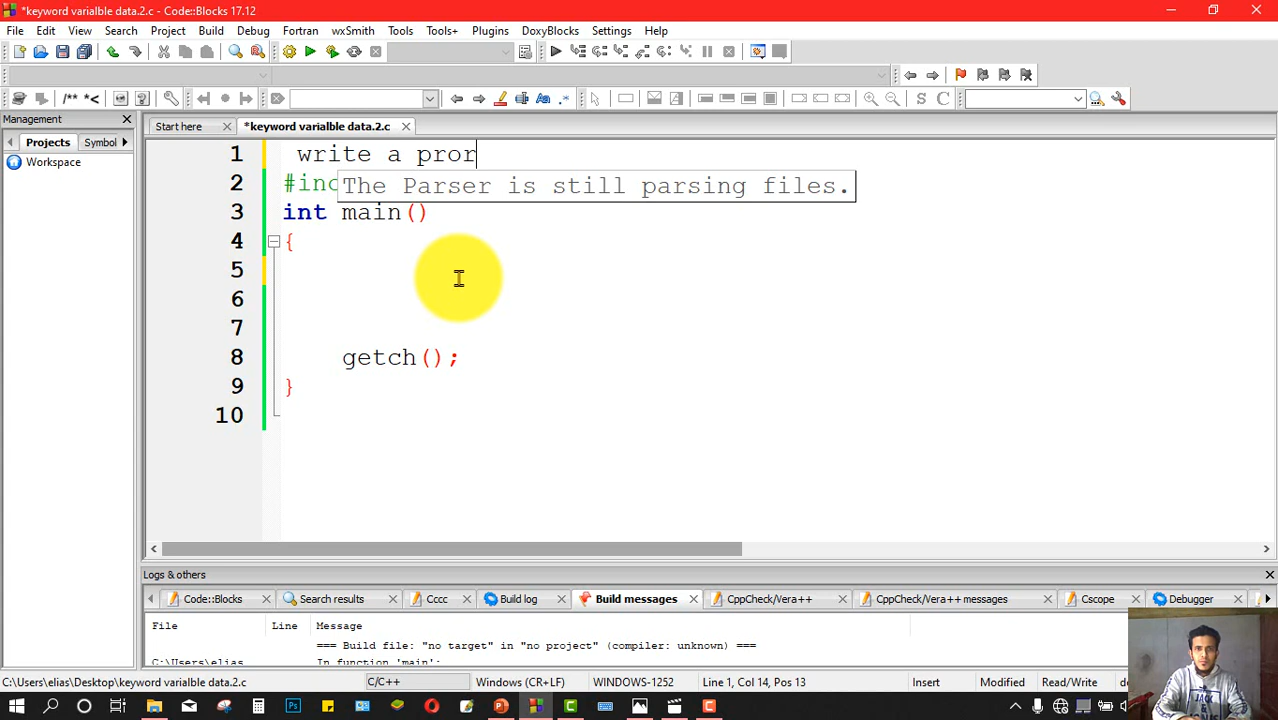 *keyword varialble data.2.c - Code::Blocks 17.12
File Edit View Search Project Build Debug Fortran wxSmith Tools Tools+ Plugins DoxyBlocks Settings Help
/** *<
Management
Start here
*keyword varialble data.2.c
Projects Symbol
Workspace
1 write a pror
2 #inc
The Parser is still parsing files.
3 int main()
4 {
5
6
7
8 getch();
9 }
10
Logs & others
Code::Blocks Search results Cccc Build log Build messages CppCheck/Vera++ CppCheck/Vera++ messages Cscope Debugger
File Line Message
=== Build file: "no target" in "no project" (compiler: unknown) ===
C:\Users\elias\... In function 'main':
C:\Users\elias\Desktop\keyword varialble data.2.c C/C++ Windows (CR+LF) WINDOWS-1252 Line 1, Col 14, Pos 13 Insert Modified Read/Write